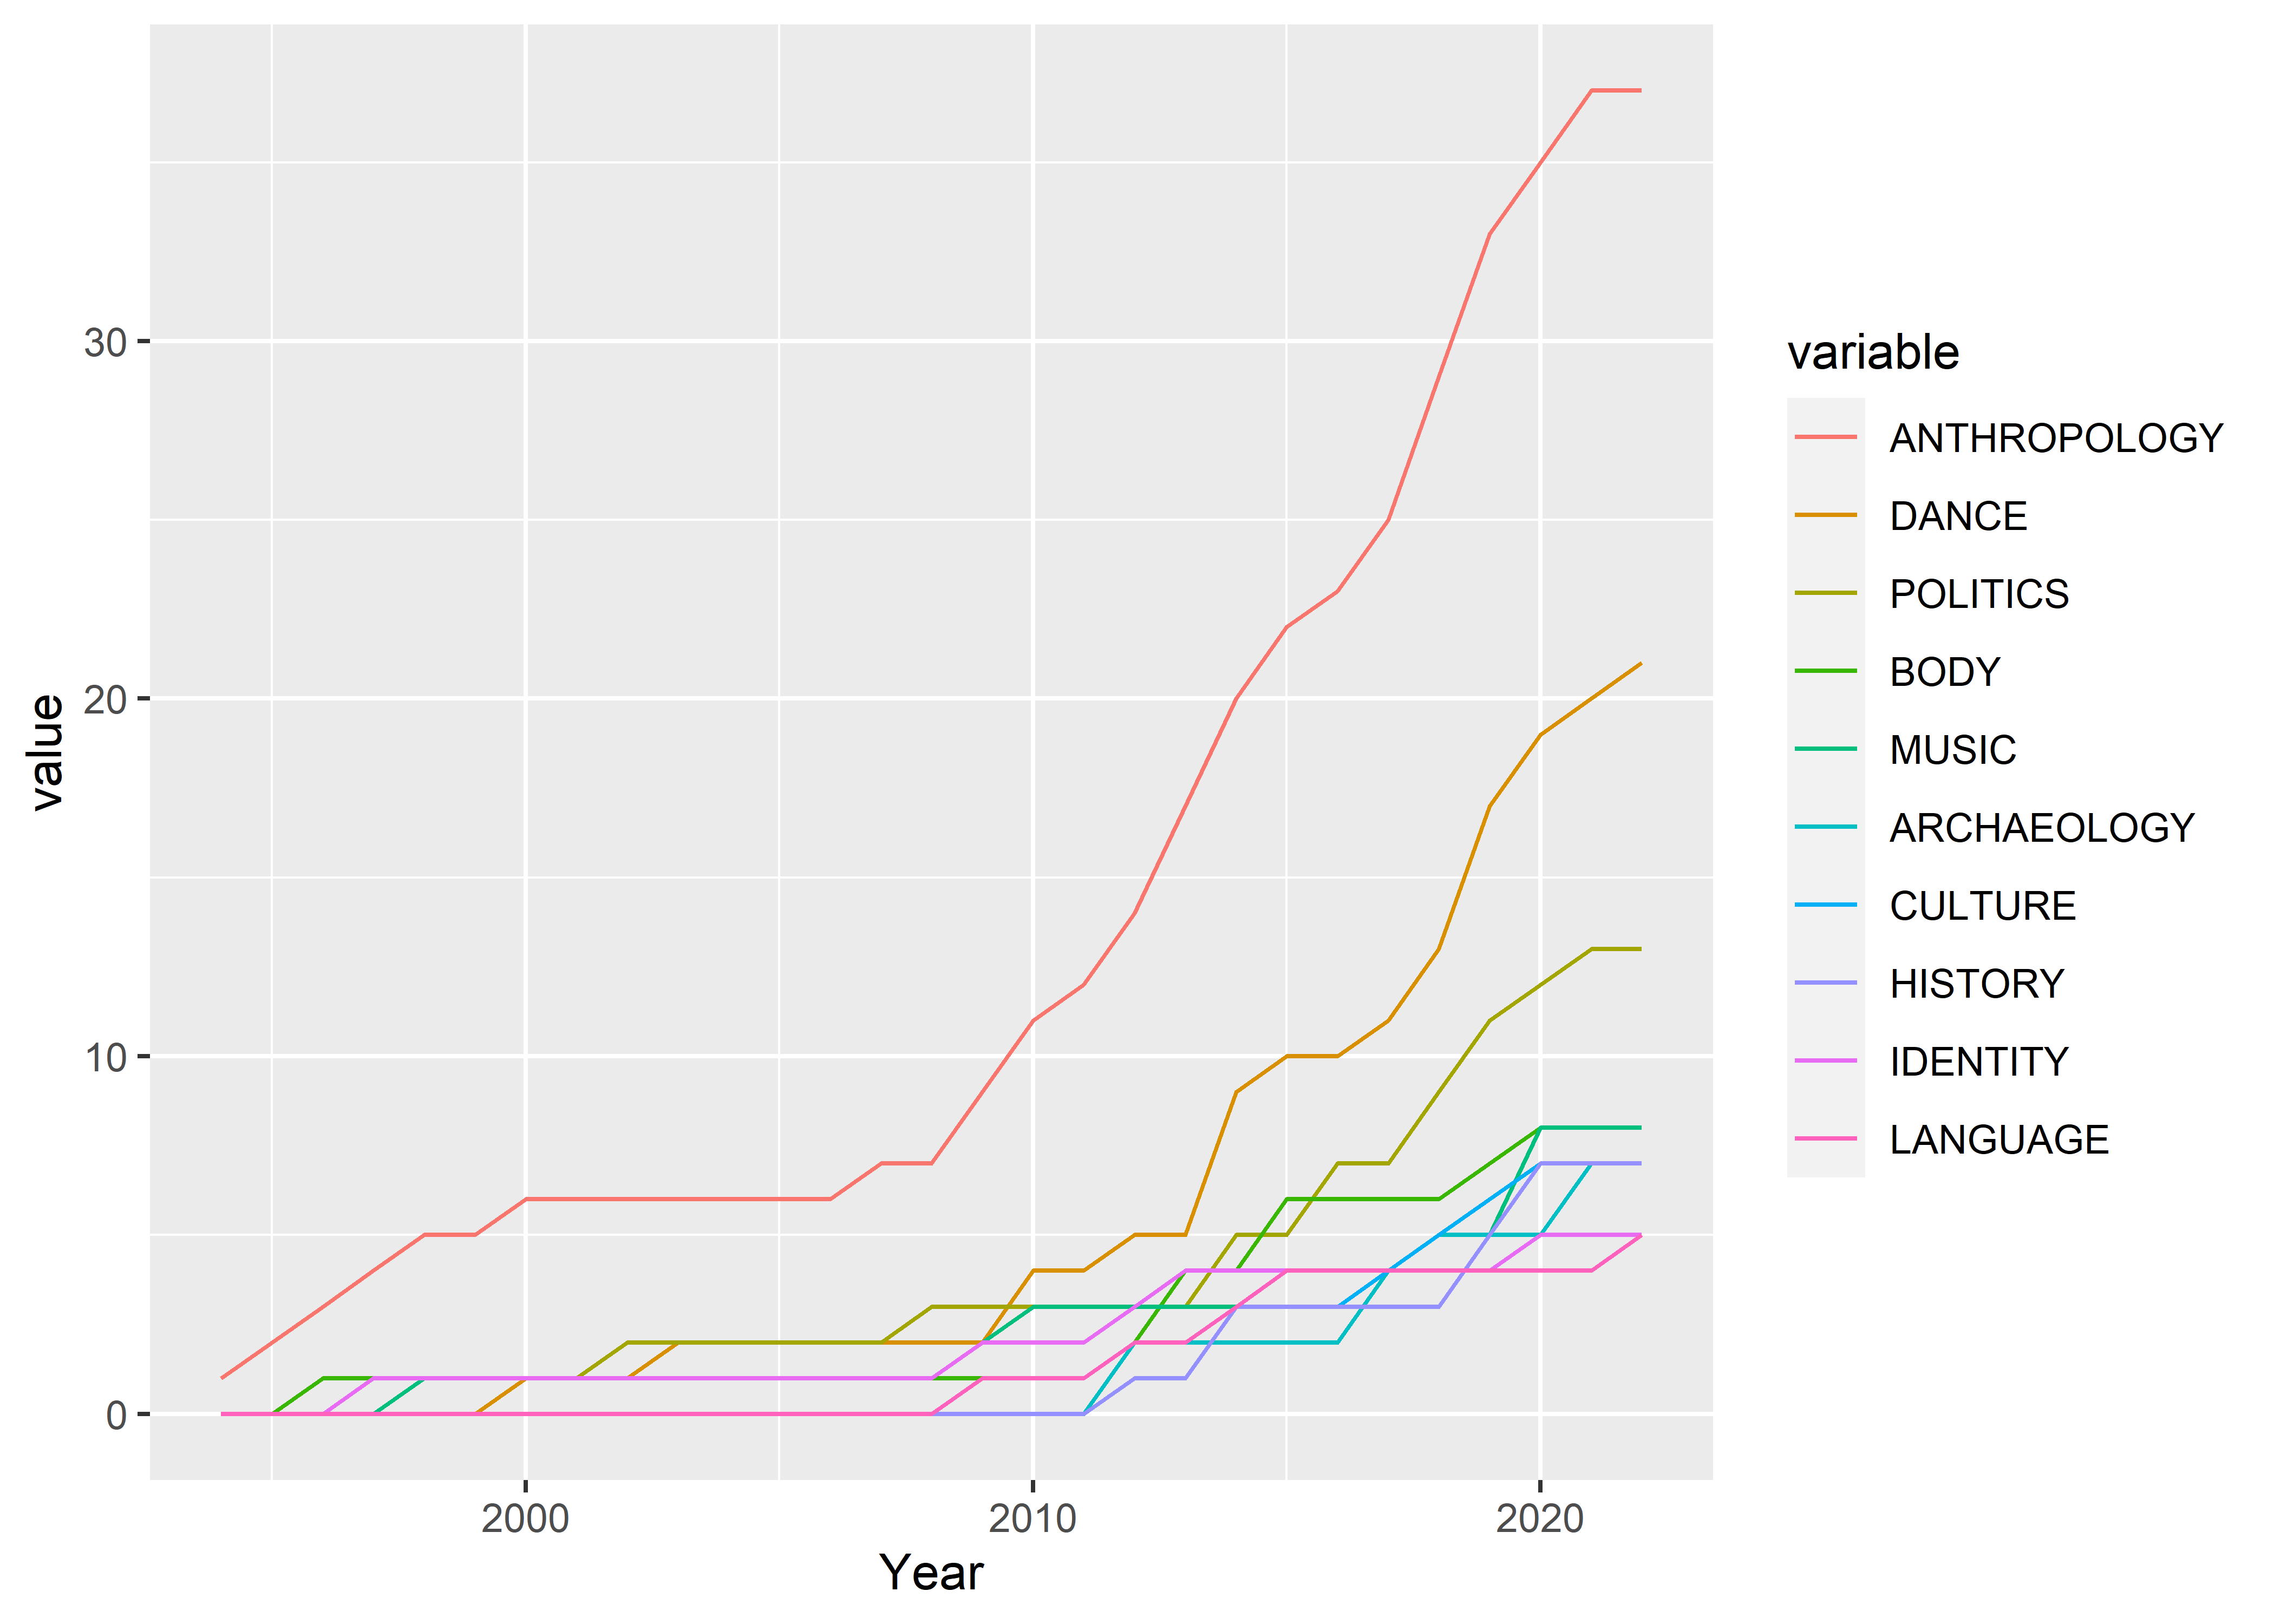 30
20
10
0
value
2000 2010 2020
Year
variable
ANTHROPOLOGY
DANCE
POLITICS
BODY
MUSIC
ARCHAEOLOGY
CULTURE
HISTORY
IDENTITY
LANGUAGE